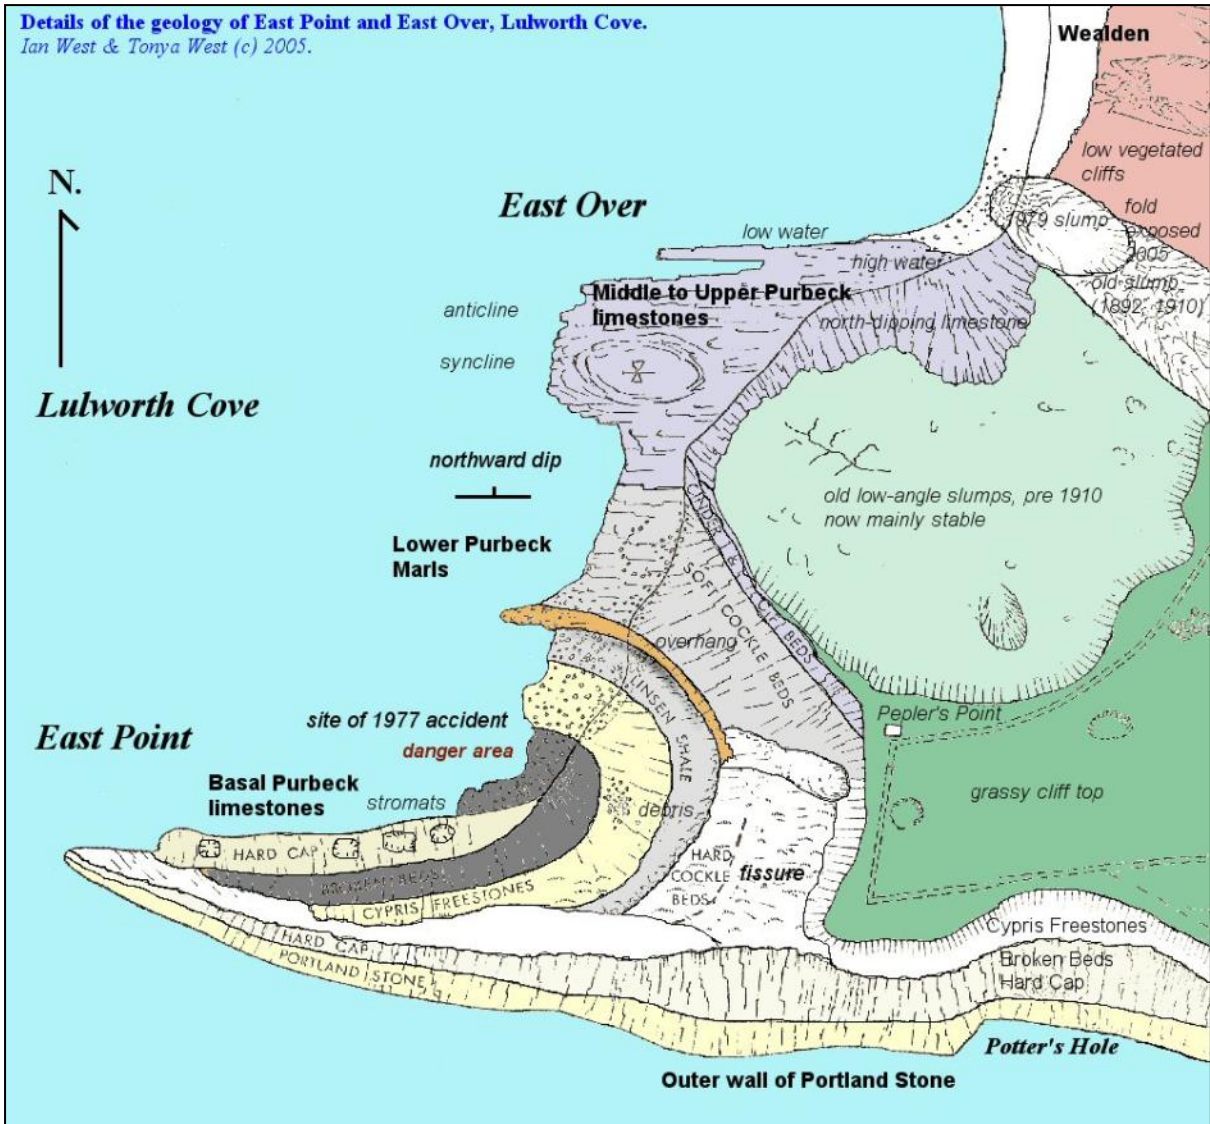 Details of the geology of East Point and East Over, Lulworth Cove.
Ian West & Tonya West (c) 2005.
Wealden
N.
low vegetated
cliffs
East Over
1979 slump
fold
exposed
2005
low water
high water
old slump
(1892, 1910)
Middle to Upper Purbeck
limestones
anticline
north-dipping limestone
syncline
Lulworth Cove
northward dip
old low-angle slumps, pre 1910
now mainly stable
CINDER
BEDS
Lower Purbeck
Marls
SOFT COCKLE BEDS
overhang
LINSEN SHALE
Pepler's Point
site of 1977 accident
danger area
East Point
Basal Purbeck
limestones
stromats
debris
grassy cliff top
HARD CAP
HARD
COCKLE
BEDS
fissure
BROKEN BEDS
CYPRIS FREESTONES
Cypris Freestones
HARD CAP
Broken Beds
Hard Cap
PORTLAND STONE
Potter's Hole
Outer wall of Portland Stone